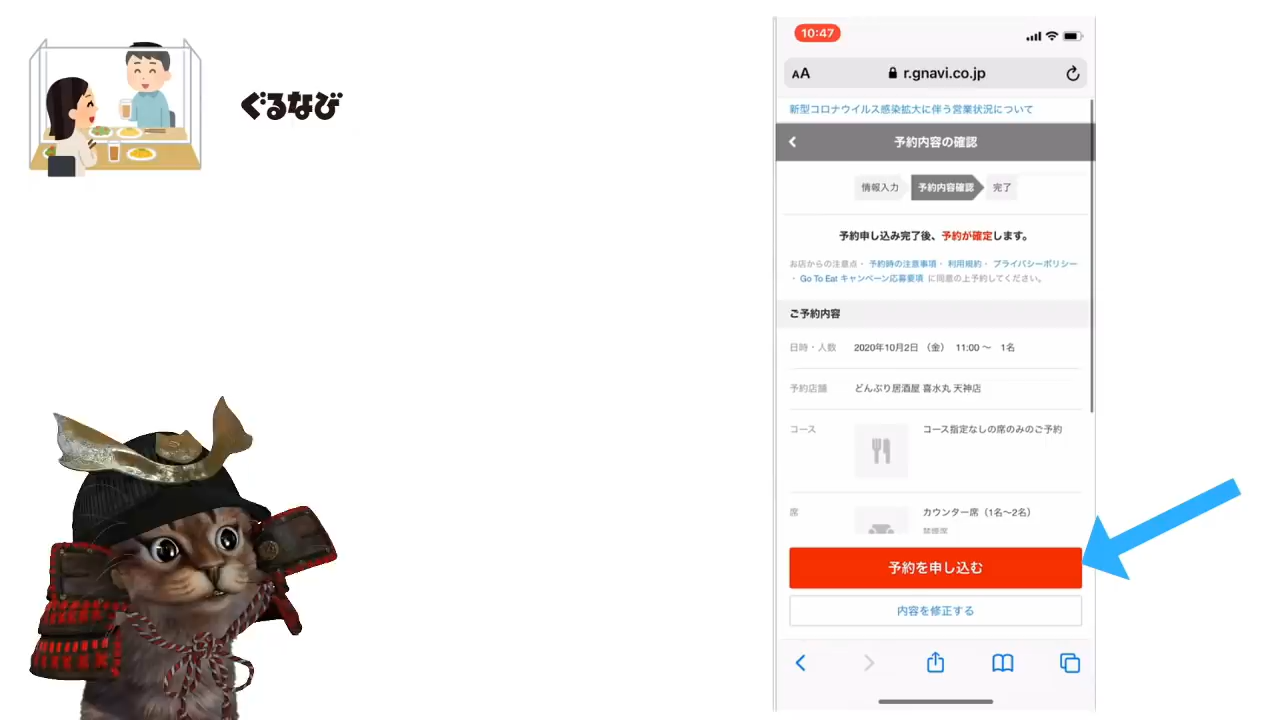 ぐるなび
10:47
AA r.gnavi.co.jp
新型コロナウイルス感染拡大に伴う営業状況について
予約内容の確認
情報入力 予約内容確認 完了
予約申し込み完了後、予約が確定します。
お店からの注意点・ 予約時の注意事項・ 利用規約・ プライバシーポリシー
・ Go To Eat キャンペーン応募要項 に同意の上予約してください。
ご予約内容
日時・人数 2020年10月2日 （金） 11:00 ～ 1名
予約店舗 どんぶり居酒屋 喜水丸 天神店
コース コース指定なしの席のみのご予約
席 カウンター席（1名～2名）
予約を申し込む
内容を修正する